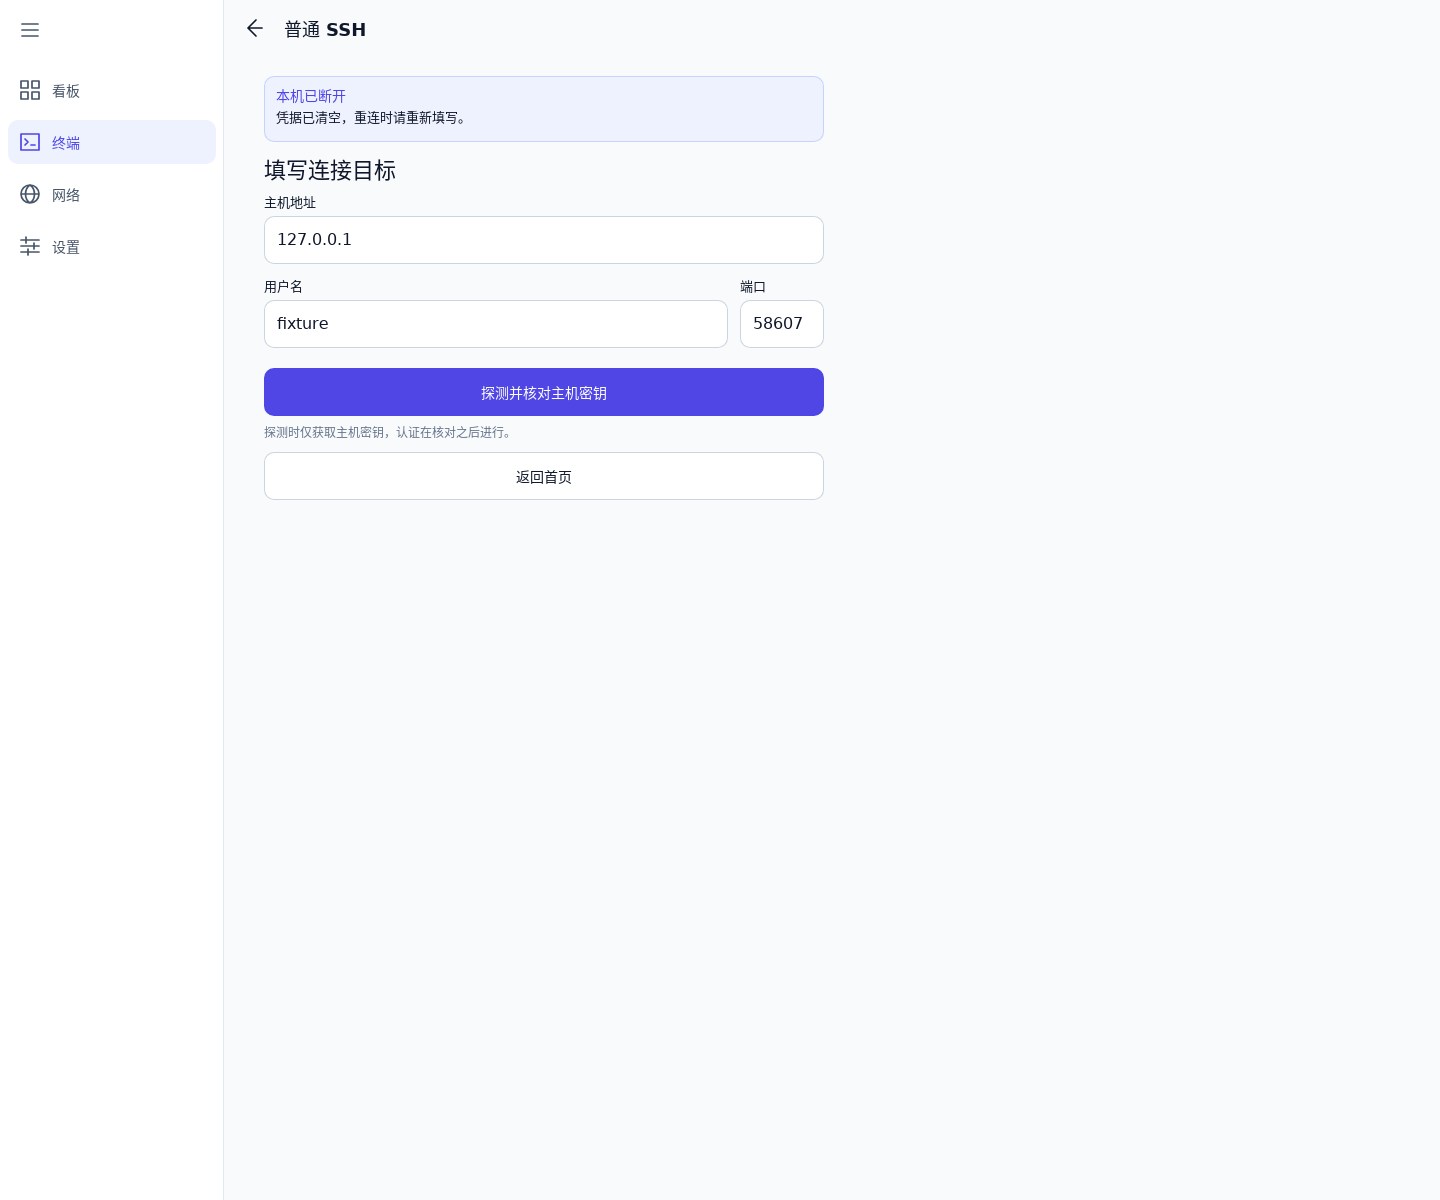 普通 SSH
看板
终端
网络
设置
本机已断开
凭据已清空，重连时请重新填写。
填写连接目标
主机地址
127.0.0.1
用户名
端口
fixture
58607
探测并核对主机密钥
探测时仅获取主机密钥，认证在核对之后进行。
返回首页